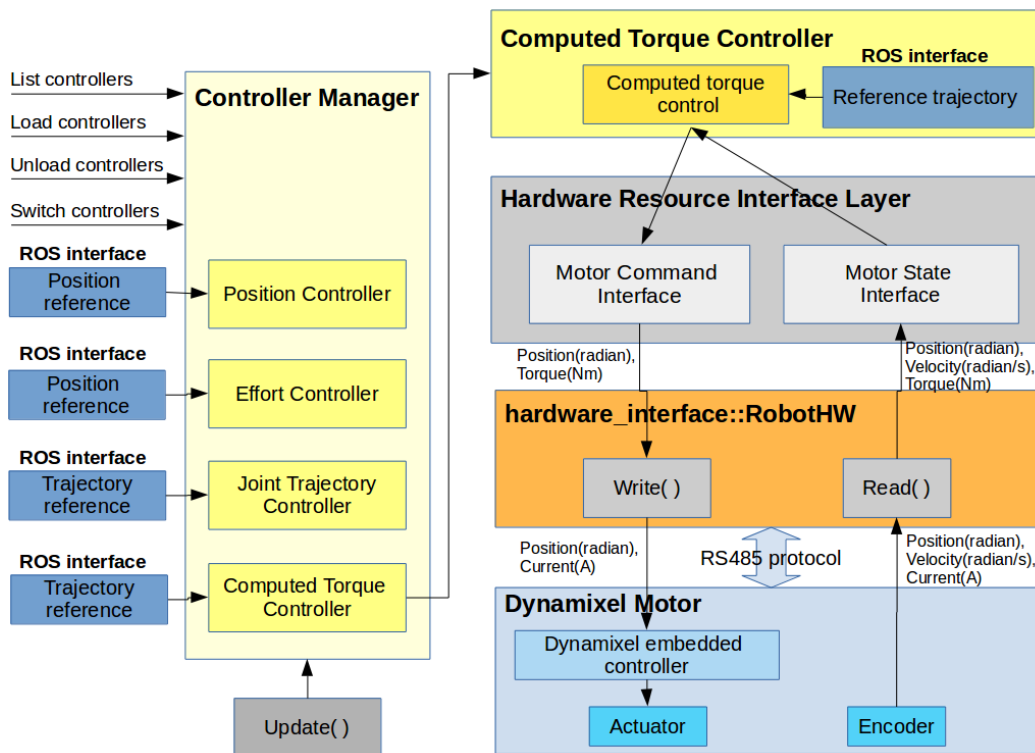 List controllers
Load controllers
Unload controllers
Switch controllers
Controller Manager
ROS interface
Position
reference
Position Controller
ROS interface
Position
reference
Effort Controller
ROS interface
Trajectory
reference
Joint Trajectory
Controller
ROS interface
Trajectory
reference
Computed Torque
Controller
Update( )
Computed Torque Controller
Computed torque
control
ROS interface
Reference trajectory
Hardware Resource Interface Layer
Motor Command
Interface
Motor State
Interface
Position(radian),
Torque(Nm)
Position(radian),
Velocity(radian/s),
Torque(Nm)
hardware_interface::RobotHW
Write( )
Read( )
Position(radian),
Current(A)
RS485 protocol
Position(radian),
Velocity(radian/s),
Current(A)
Dynamixel Motor
Dynamixel embedded
controller
Actuator
Encoder